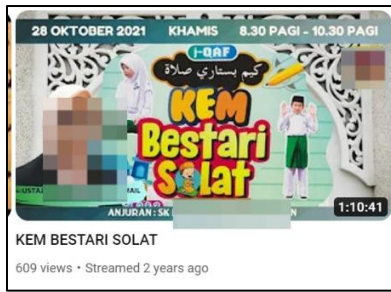 28 OKTOBER 2021 KHAMIS 8.30 PAGI - 10.30 PAGI
i-QAF
كيم بستاري صلاة
KEM
Bestari
Solat
ANJURAN: SK
1:10:41
KEM BESTARI SOLAT
609 views • Streamed 2 years ago